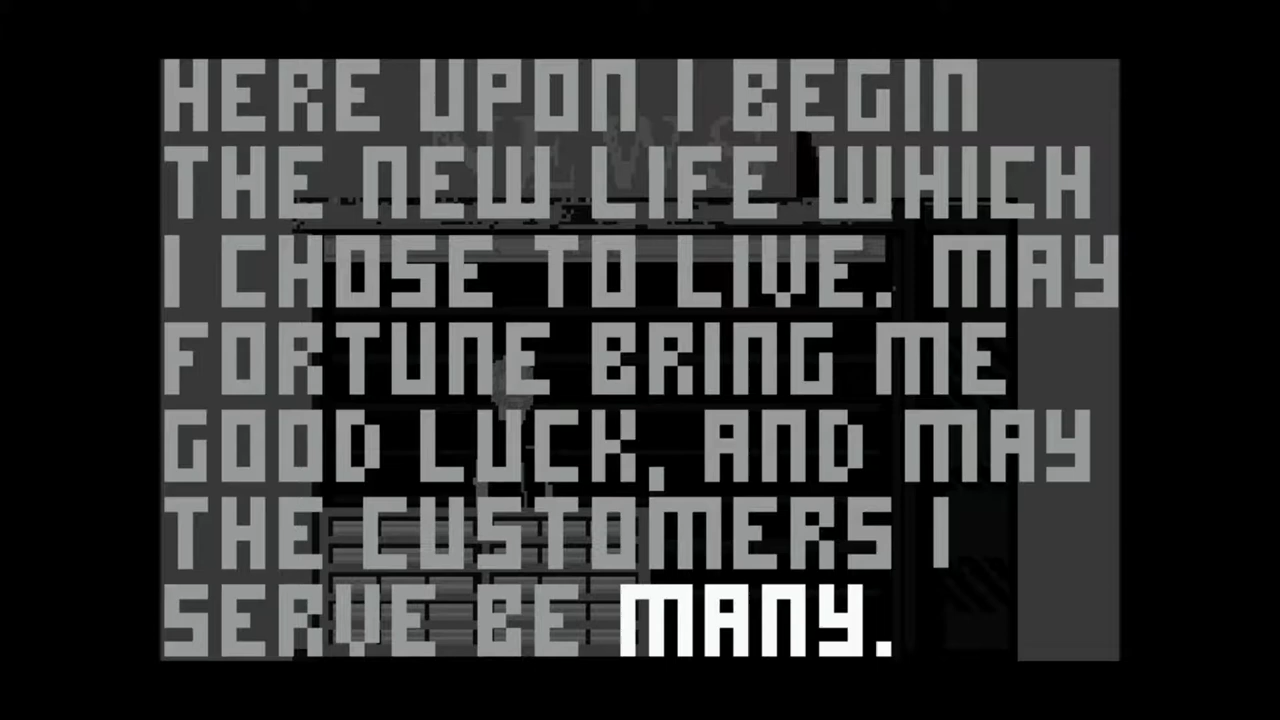 NEWS
HERE UPON I BEGIN
THE NEW LIFE WHICH
I CHOSE TO LIVE. MAY
FORTUNE BRING ME
GOOD LUCK, AND MAY
THE CUSTOMERS I
SERVE BE MANY.